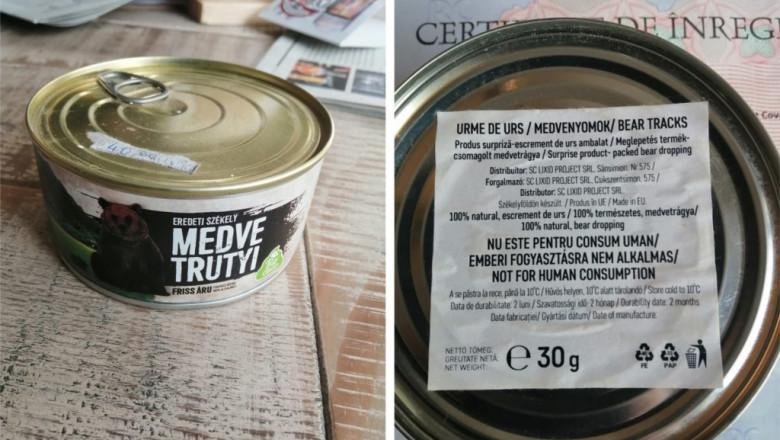 EREDETI SZÉKELY
MEDVE
TRUTYI
FRISS ÁRU
URME DE URS / MEDVENYOMOK/ BEAR TRACKS
Produs surpriză-escrement de urs ambalat / Meglepetés termék-
csomagolt medvetrágya / Surprise product- packed bear dropping
Distribuitor: SC LIXID PROJECT SRL, Sânsimion, Nr 575 /
Forgalmazó: SC LIXID PROJECT SRL, Csíkszentsimon, 575 /
Distributor: SC LIXID PROJECT SRL
Székelyföldön készült. / Produs în UE / Made in EU.
100% natural, escrement de urs / 100% természetes, medvetrágya/
100% natural, bear dropping
NU ESTE PENTRU CONSUM UMAN/
EMBERI FOGYASZTÁSRA NEM ALKALMAS/
NOT FOR HUMAN CONSUMPTION
A se păstra la rece, până la 10°C / Hűvös helyen, 10°C alatt tárolandó / Store cold to 10°C
Data de durabilitate: 2 luni / Szavatossági idő: 2 hónap / Durability date: 2 months
Data fabricației/ Gyártási dátum/ Date of manufacture:
NETTÓ TÖMEG:
GREUTATE NETĂ:
NET WEIGHT:
e 30 g
FE
PAP
DE ÎNREGI